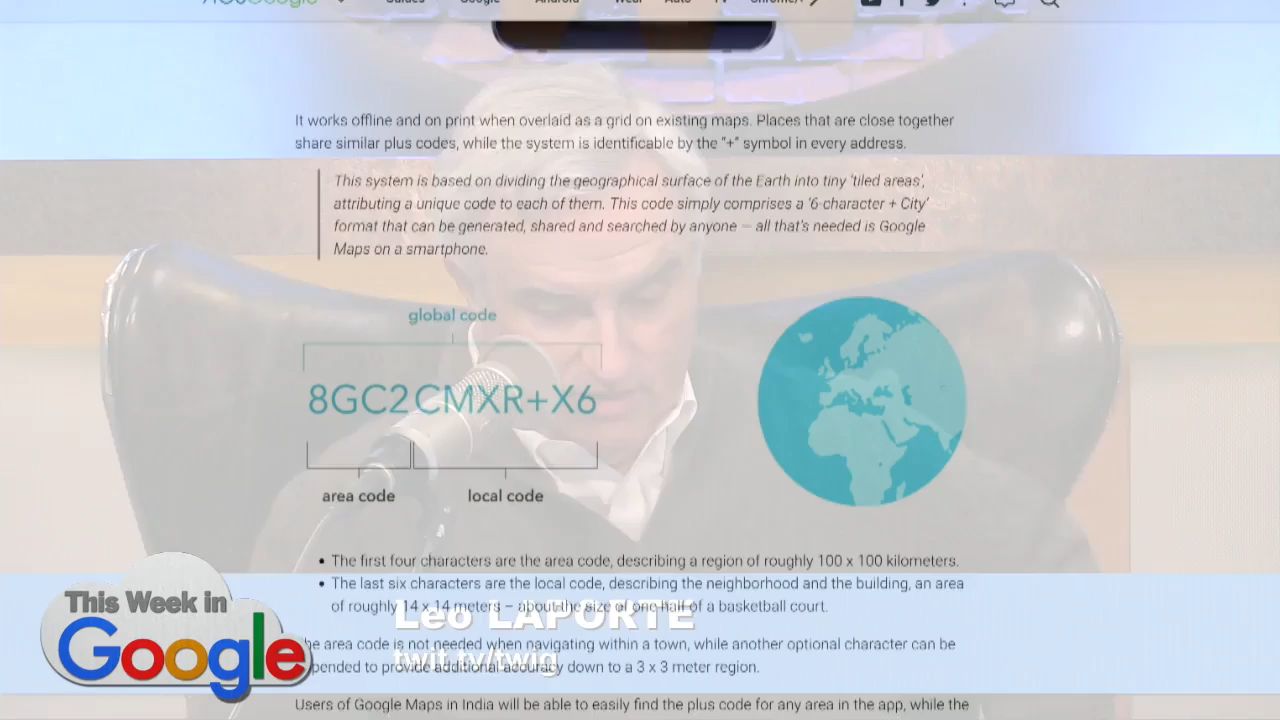 Guides Google Android Wear Auto TV Chrome/
It works offline and on print when overlaid as a grid on existing maps. Places that are close together
share similar plus codes, while the system is identifiable by the "+" symbol in every address.
This system is based on dividing the geographical surface of the Earth into tiny 'tiled areas',
attributing a unique code to each of them. This code simply comprises a '6-character + City'
format that can be generated, shared and searched by anyone – all that's needed is Google
Maps on a smartphone.
global code
8GC2CMXR+X6
area code local code
• The first four characters are the area code, describing a region of roughly 100 x 100 kilometers.
• The last six characters are the local code, describing the neighborhood and the building, an area
of roughly 14 x 14 meters – about the size of one half of a basketball court.
This Week in
Google
Leo LAPORTE
twit.tv/twig
he area code is not needed when navigating within a town, while another optional character can be
pended to provide additional accuracy down to a 3 x 3 meter region.
Users of Google Maps in India will be able to easily find the plus code for any area in the app, while the